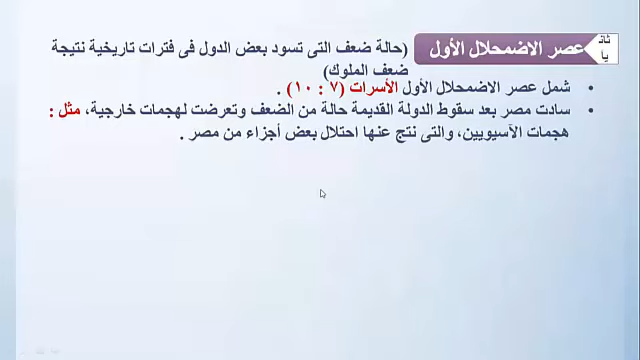 ثانيا
عصر الاضمحلال الأول (حالة ضعف التى تسود بعض الدول فى فترات تاريخية نتيجة
ضعف الملوك)
• شمل عصر الاضمحلال الأول الأسرات (٧ : ١٠) .
• سادت مصر بعد سقوط الدولة القديمة حالة من الضعف وتعرضت لهجمات خارجية، مثل :
هجمات الآسيويين، والتى نتج عنها احتلال بعض أجزاء من مصر .